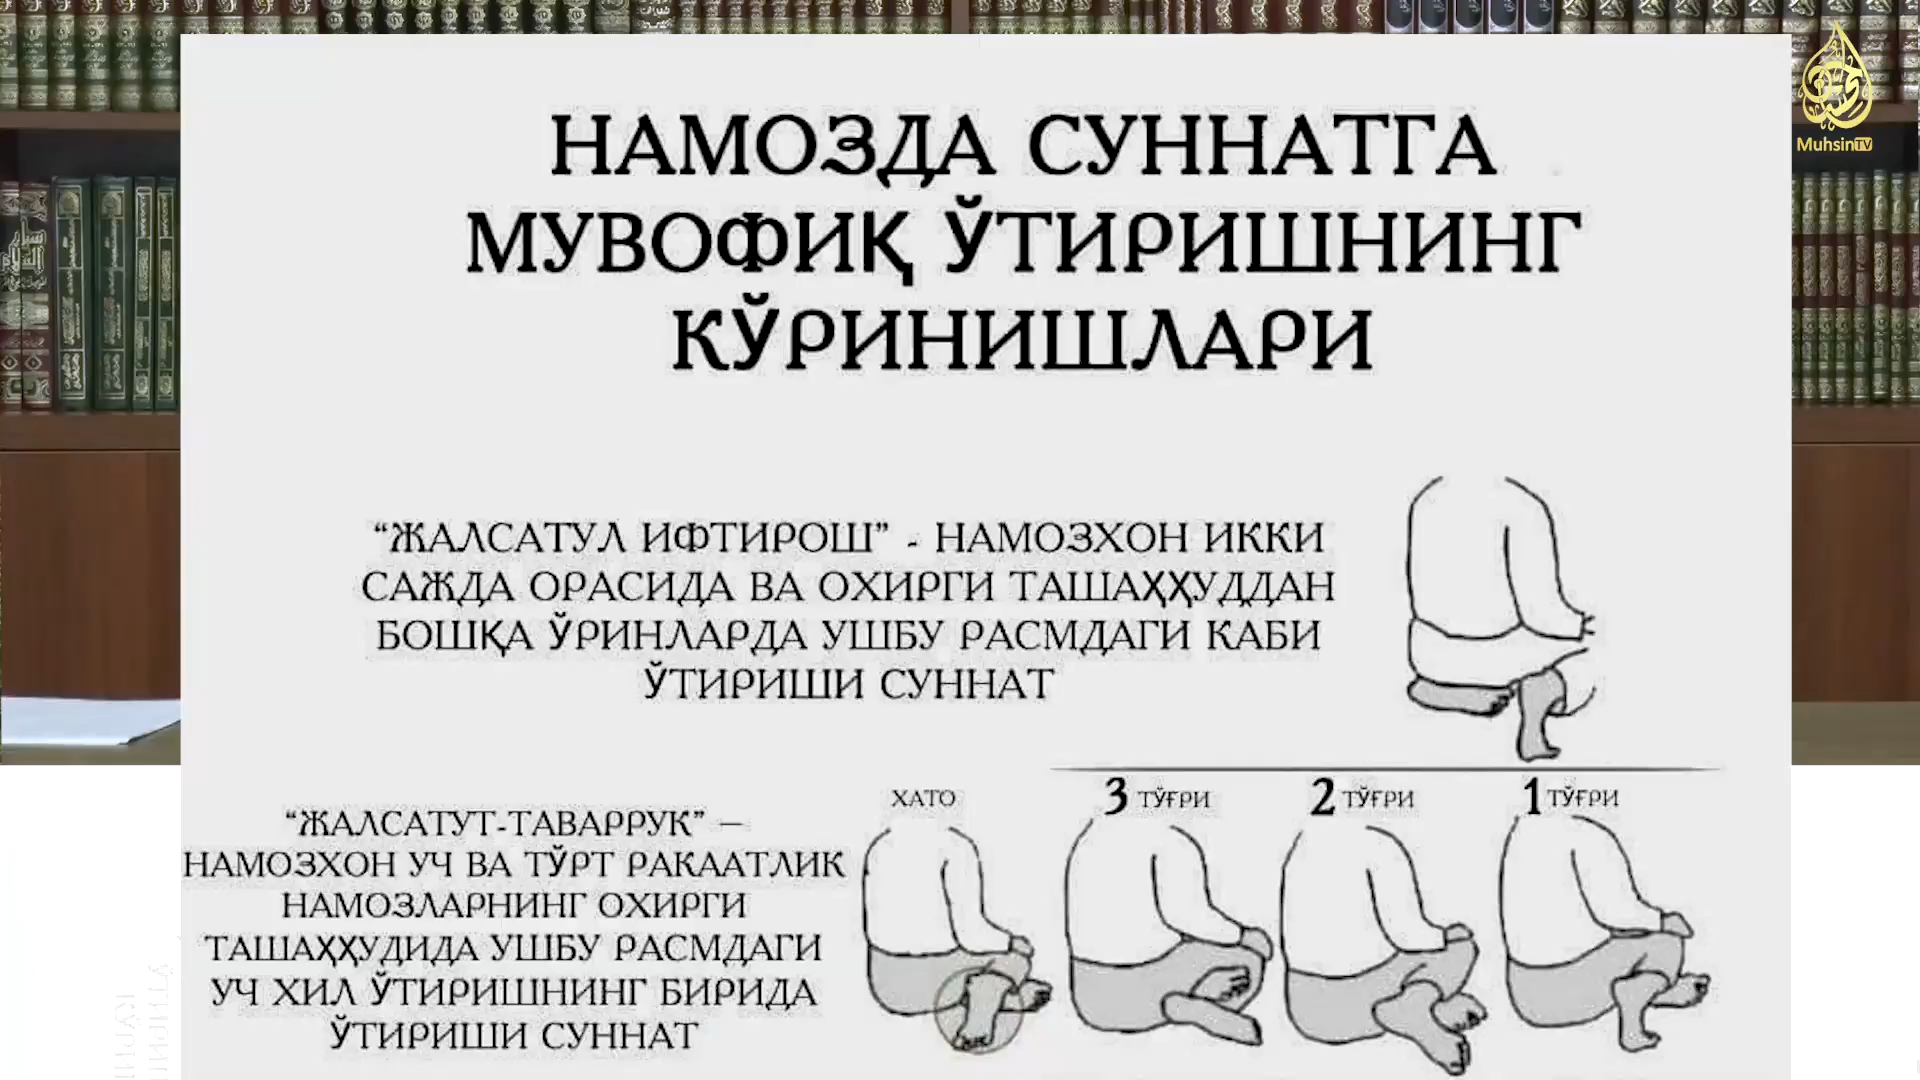 НАМОЗДА СУННАТГА
МУВОФИҚ ЎТИРИШНИНГ
КЎРИНИШЛАРИ
“ЖАЛСАТУЛ ИФТИРОШ” - НАМОЗХОН ИККИ
САЖДА ОРАСИДА ВА ОХИРГИ ТАШАҲҲУДДАН
БОШҚА ЎРИНЛАРДА УШБУ РАСМДАГИ КАБИ
ЎТИРИШИ СУННАТ
ХАТО
3 ТЎҒРИ
2 ТЎҒРИ
1 ТЎҒРИ
“ЖАЛСАТУТ-ТАВАРРУК” –
НАМОЗХОН УЧ ВА ТЎРТ РАКААТЛИК
НАМОЗЛАРНИНГ ОХИРГИ
ТАШАҲҲУДИДА УШБУ РАСМДАГИ
УЧ ХИЛ ЎТИРИШНИНГ БИРИДА
ЎТИРИШИ СУННАТ
MuhsinTV